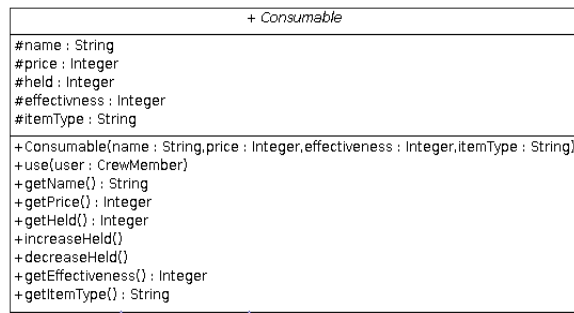 + Consumable
#name : String
#price : Integer
#held : Integer
#effectivness : Integer
#itemType : String
+Consumable(name : String,price : Integer,effectiveness : Integer,itemType : String)
+use(user : CrewMember)
+getName() : String
+getPrice() : Integer
+getHeld() : Integer
+increaseHeld()
+decreaseHeld()
+getEffectiveness() : Integer
+getItemType() : String